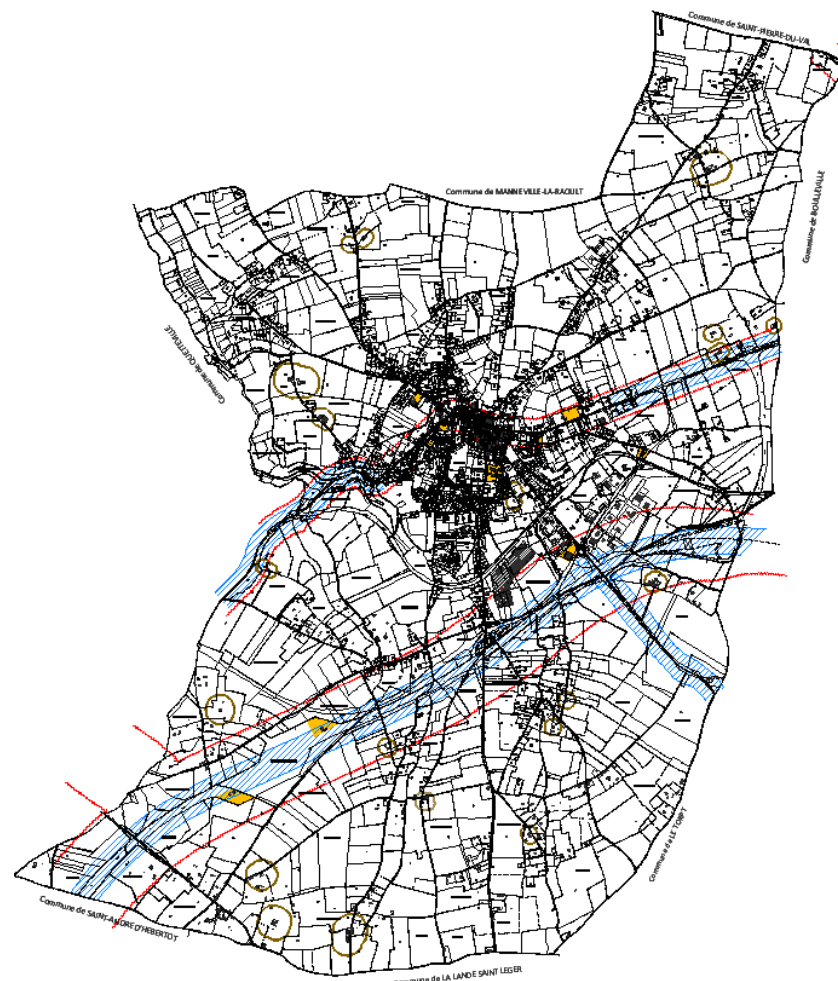 Commune de SAINT-PIERRE-DU-VAL
Commune de MANNEVILLE-LA-RAOULT
Commune de BOULLEVILLE
Commune de QUETTEVILLE
Commune de LE TORPT
Commune de SAINT-ANDRE D'HEBERTOT
Commune de LA LANDE SAINT LEGER